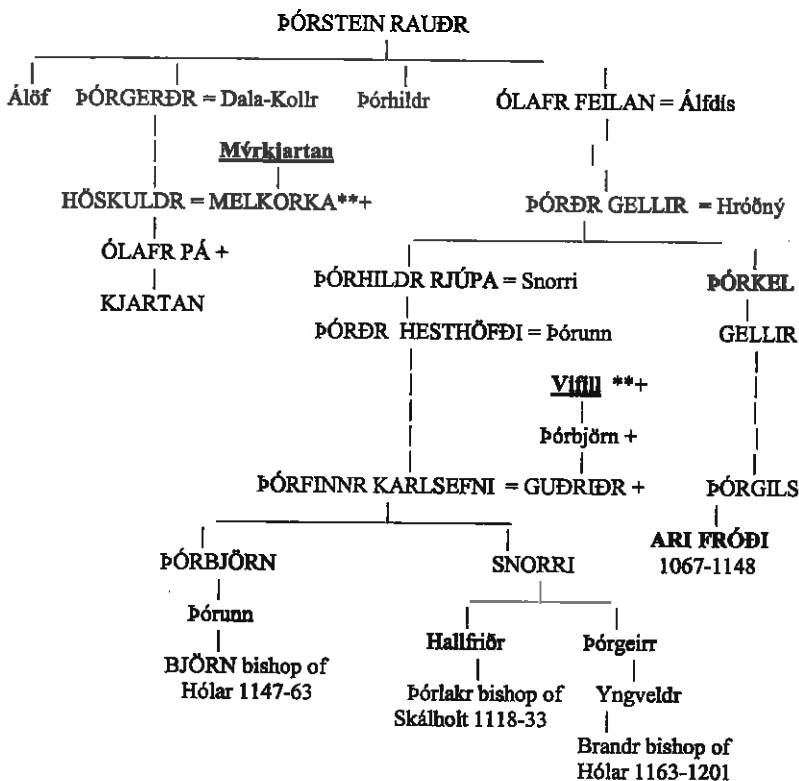 ÞÓRSTEIN RAUÐR
Álöf ÞÓRGERÐR = Dala-Kollr Þórhildr ÓLAFR FEILAN = Álfdís
Mýrkjartan
HÖSKULDR = MELKORKA**+ ÞÓRÐR GELLIR = Hróðný
ÓLAFR PÁ +
ÞÓRHILDR RJÚPA = Snorri ÞÓRKEL
KJARTAN
ÞÓRÐR HESTHÖFÐI = Þórunn GELLIR
Vifill **+
Þórbjörn +
ÞÓRFINNR KARLSEFNI = GUÐRIÐR + ÞÓRGILS
ARI FRÓÐI
1067-1148
ÞÓRBJÖRN SNORRI
Þórunn Hallfriðr Þórgeirr
BJÖRN bishop of
Hólar 1147-63
Þórlakr bishop of
Skálholt 1118-33
Yngveldr
Brandr bishop of
Hólar 1163-1201